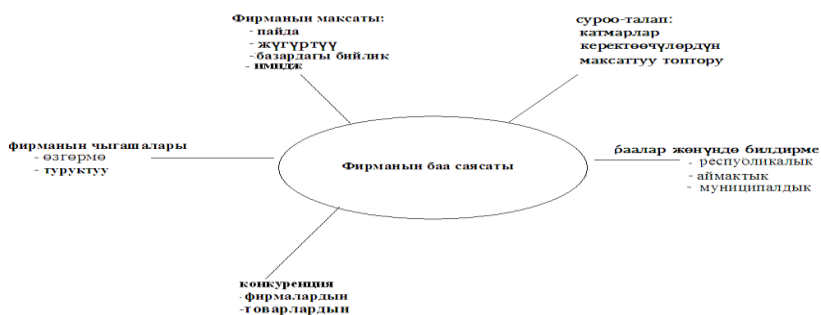 Фирманын максаты:
- пайда
- жүгүртүү
- базардагы бийлик
- имидж
суроо-талап:
катмарлар
керектөөчүлөрдүн
максаттуу топтору
фирманын чыгашалары
- өзгөрмө
- туруктуу
Фирманын баа саясаты
баалар жөнүндө билдирме
- республикалык
- аймактык
- муниципалдык
конкуренция
- фирмалардын
-товарлардын